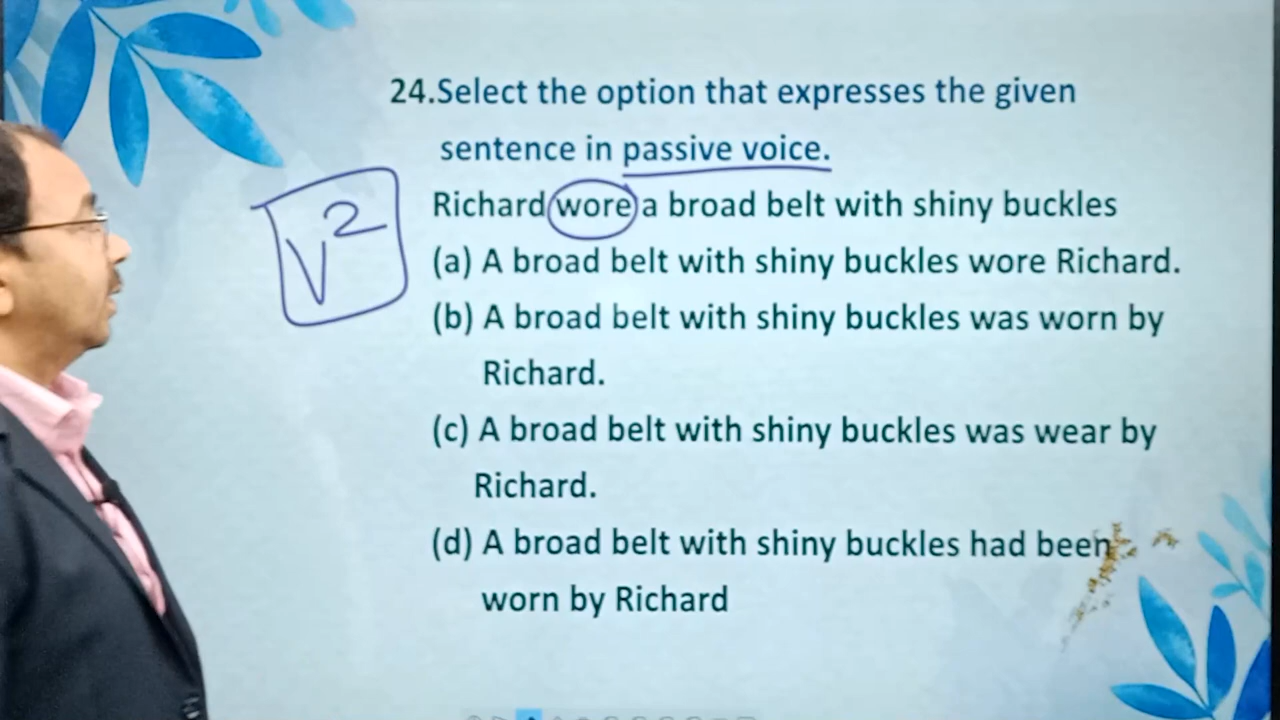 24.Select the option that expresses the given
sentence in passive voice.
Richard wore a broad belt with shiny buckles
(a) A broad belt with shiny buckles wore Richard.
(b) A broad belt with shiny buckles was worn by
Richard.
(c) A broad belt with shiny buckles was wear by
Richard.
(d) A broad belt with shiny buckles had been
worn by Richard
V2